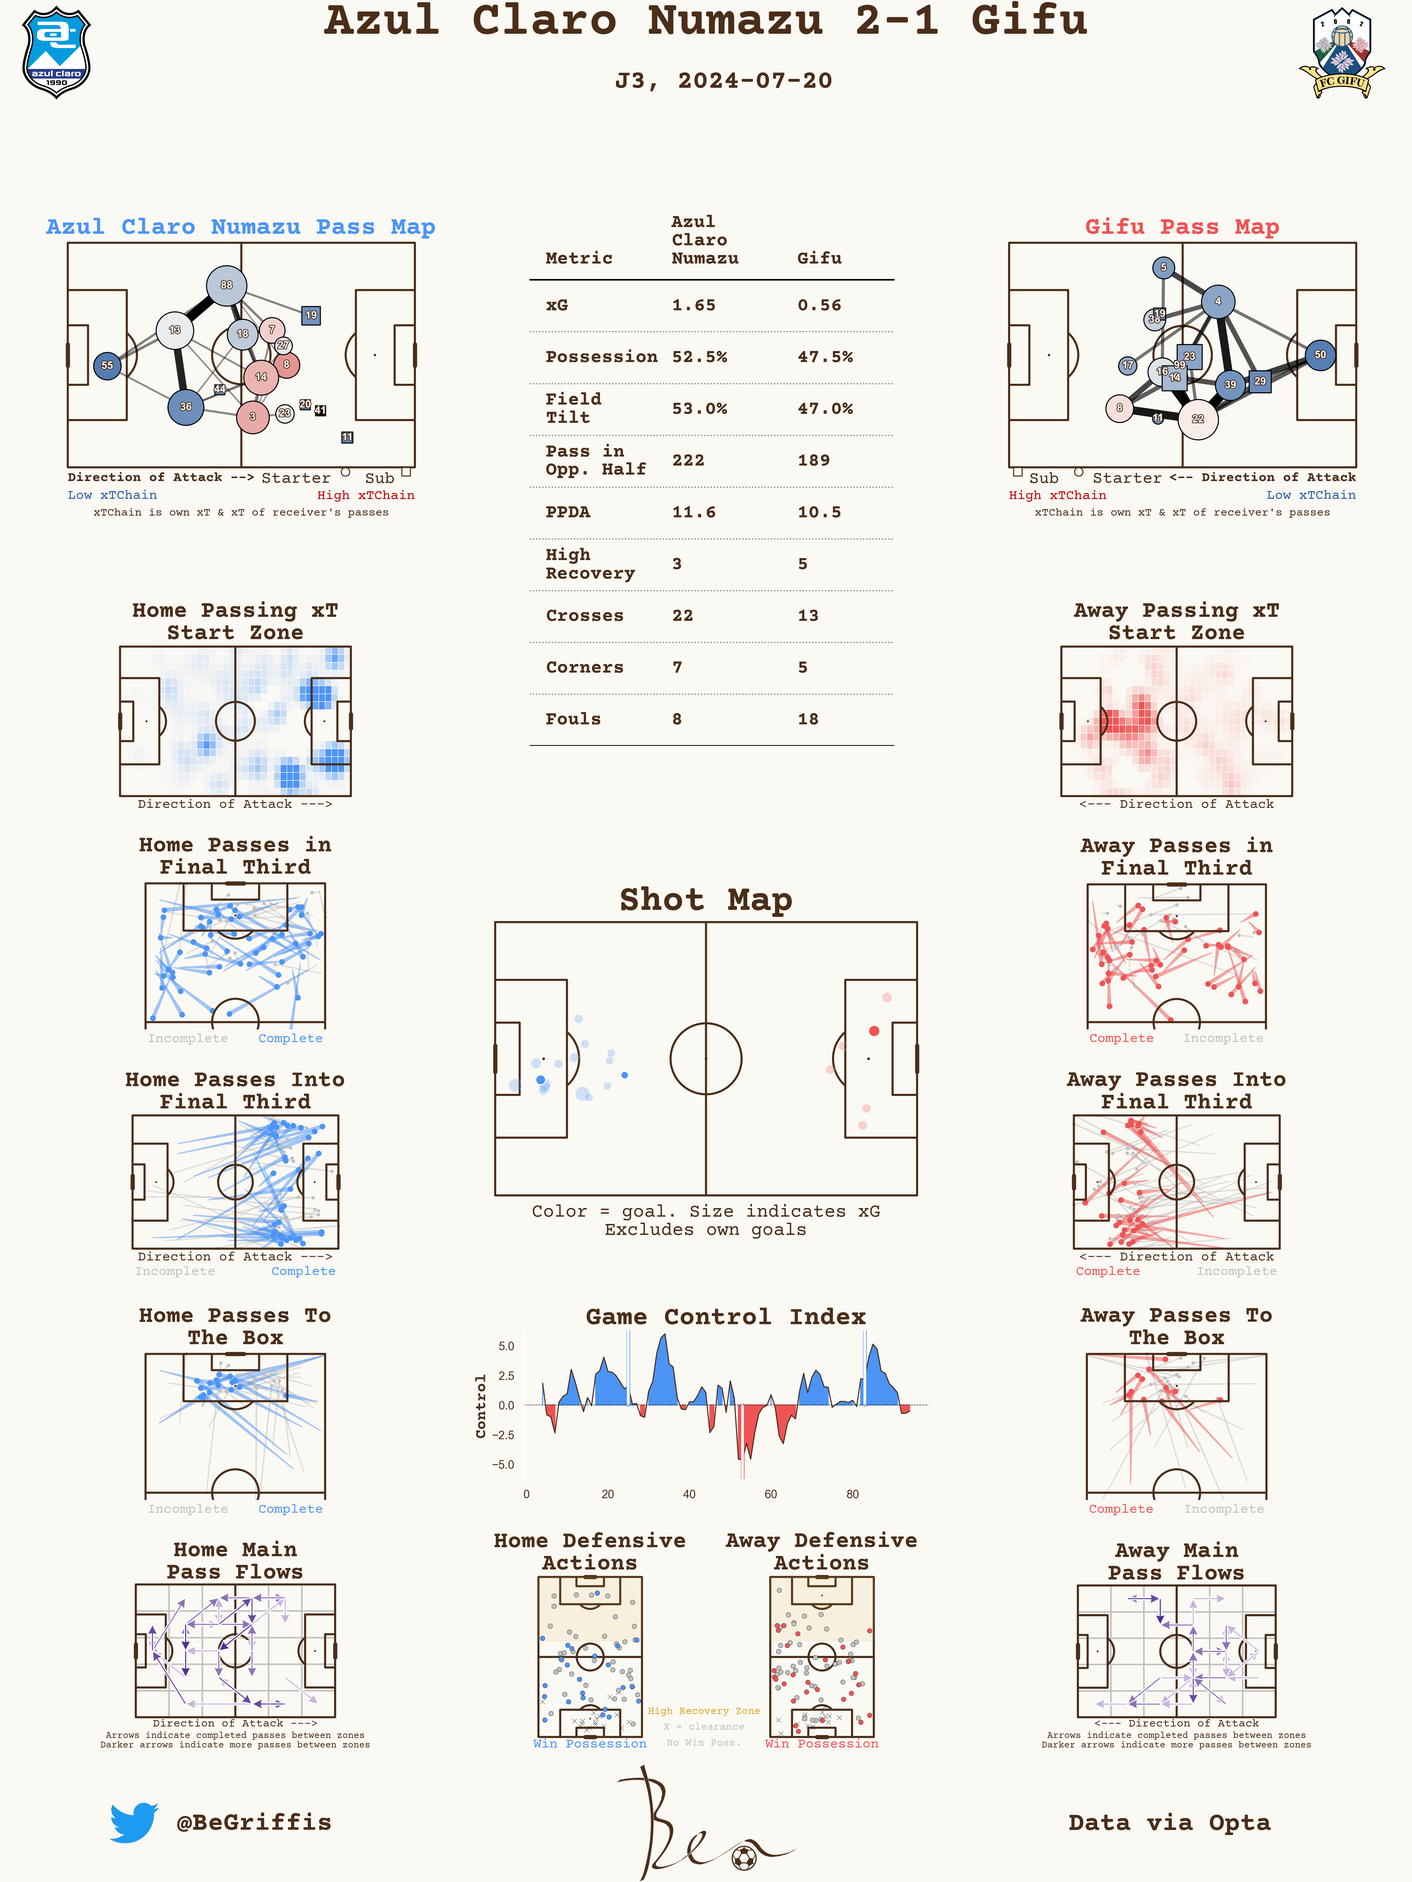 Azul Claro Numazu 2-1 Gifu
J3, 2024-07-20
azul claro
1990
2 0 0 2
FC GIFU
Azul Claro Numazu Pass Map
88
19
13
18
7
27
55
8
14
44
36
20
3
23
41
11
Direction of Attack --> Starter Sub
Low xTChain High xTChain
xTChain is own xT & xT of receiver's passes
Metric Azul Claro Numazu Gifu
xG 1.65 0.56
Possession 52.5% 47.5%
Field Tilt 53.0% 47.0%
Pass in Opp. Half 222 189
PPDA 11.6 10.5
High Recovery 3 5
Crosses 22 13
Corners 7 5
Fouls 8 18
Gifu Pass Map
5
4
19
38
23
50
17
99
16
14
39
29
8
11
22
Sub Starter <-- Direction of Attack
High xTChain Low xTChain
xTChain is own xT & xT of receiver's passes
Home Passing xT
Start Zone
Direction of Attack --->
Away Passing xT
Start Zone
<--- Direction of Attack
Home Passes in
Final Third
Incomplete Complete
Away Passes in
Final Third
Complete Incomplete
Shot Map
Color = goal. Size indicates xG
Excludes own goals
Home Passes Into
Final Third
Direction of Attack --->
Incomplete Complete
Away Passes Into
Final Third
<--- Direction of Attack
Complete Incomplete
Home Passes To
The Box
Incomplete Complete
Game Control Index
Control
5.0
2.5
0.0
−2.5
−5.0
0 20 40 60 80
Away Passes To
The Box
Complete Incomplete
Home Main
Pass Flows
Direction of Attack --->
Arrows indicate completed passes between zones
Darker arrows indicate more passes between zones
Home Defensive
Actions
Win Possession
High Recovery Zone
X = clearance
No Win Poss.
Away Defensive
Actions
Win Possession
Away Main
Pass Flows
<--- Direction of Attack
Arrows indicate completed passes between zones
Darker arrows indicate more passes between zones
@BeGriffis
Ben
Data via Opta